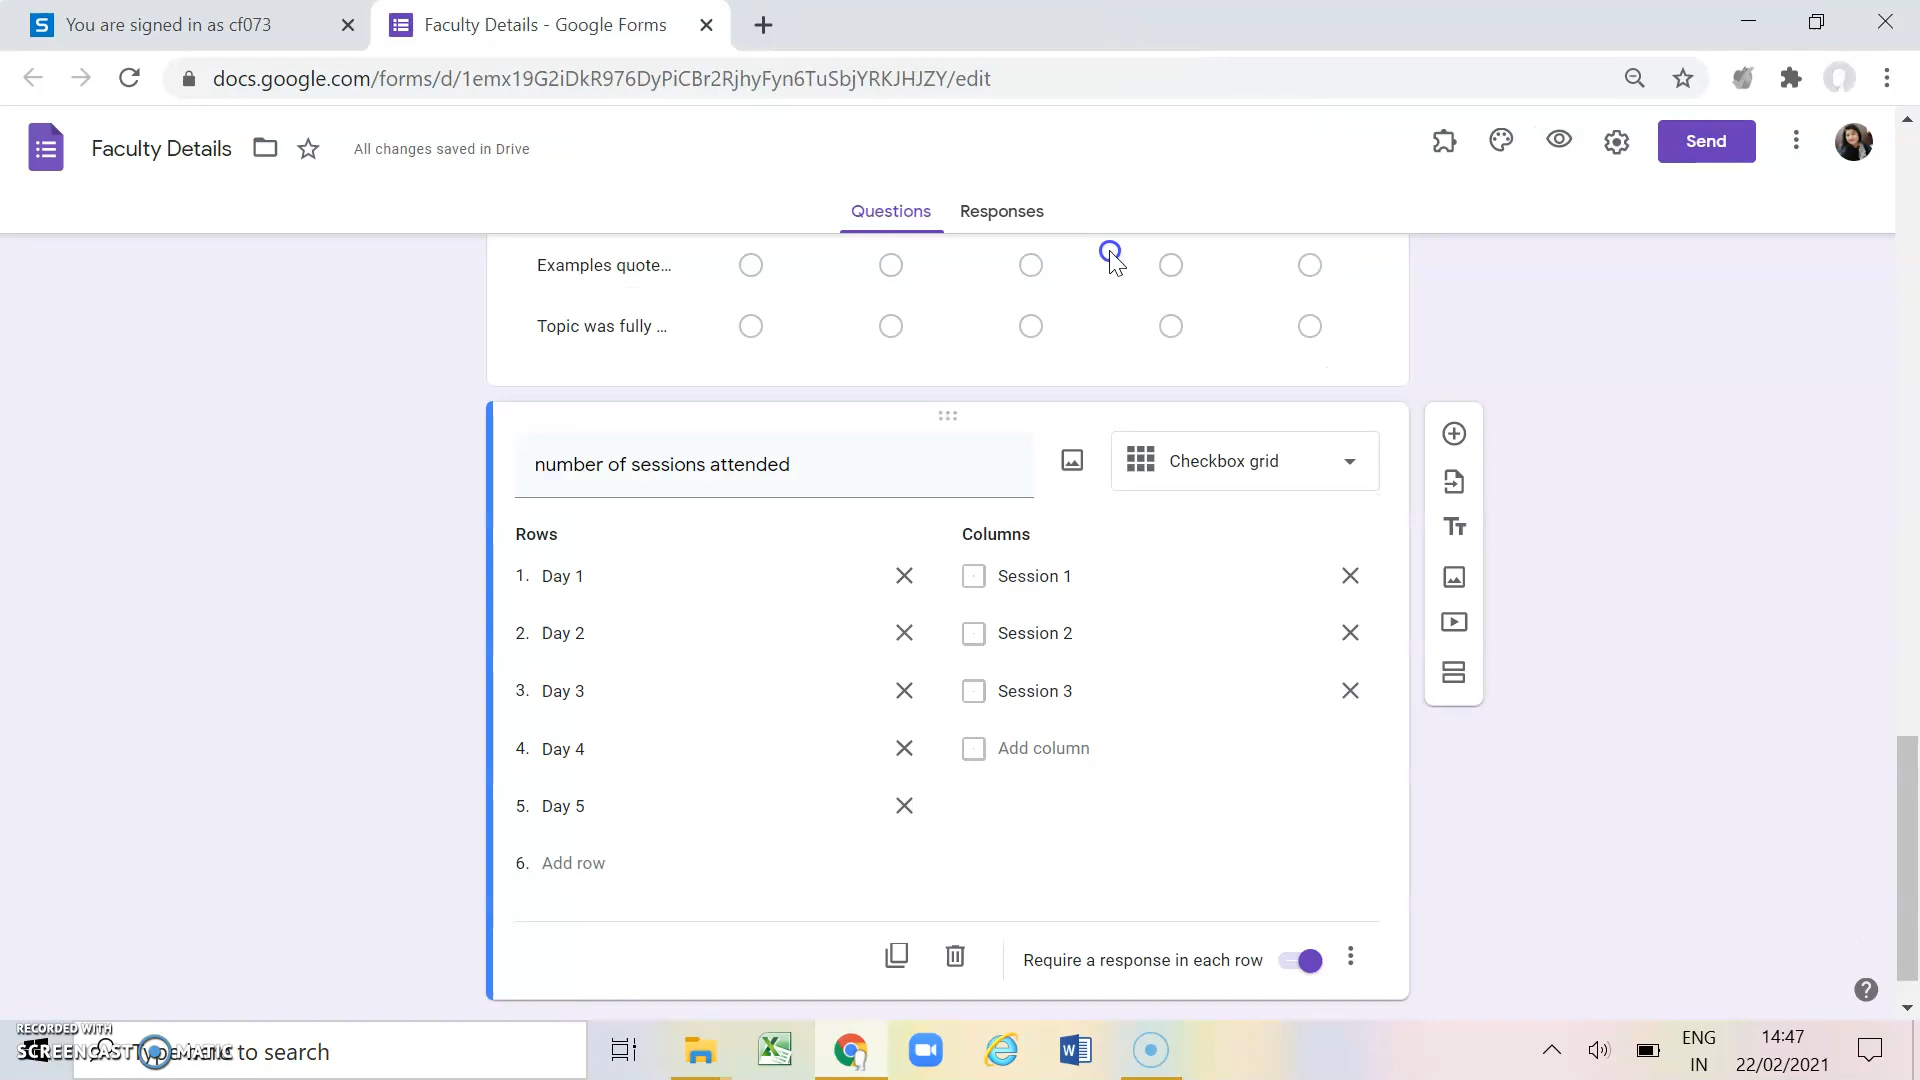 You are signed in as cf073
Faculty Details - Google Forms
docs.google.com/forms/d/1emx19G2iDkR976DyPiCBr2RjhyFyn6TuSbjYRKJHJZY/edit
Faculty Details
All changes saved in Drive
Send
Questions
Responses
Examples quote...
Topic was fully ...
number of sessions attended
Checkbox grid
Rows
Columns
1. Day 1
Session 1
2. Day 2
Session 2
3. Day 3
Session 3
4. Day 4
Add column
5. Day 5
6. Add row
Require a response in each row
RECORDED WITH
SCREENCAST MATIC
to search
ENG
IN
14:47
22/02/2021